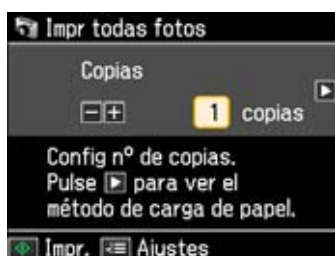 Impr todas fotos
Copias
1 copias
Config nº de copias.
Pulse para ver el
método de carga de papel.
Impr. Ajustes